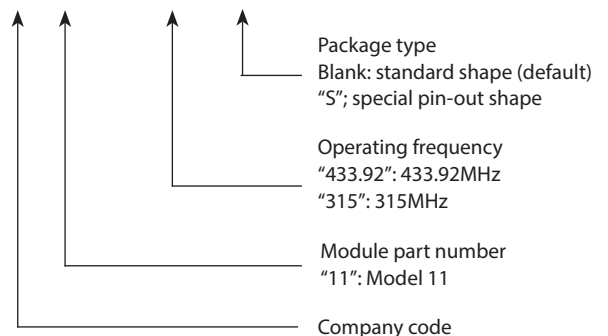 Package type
Blank: standard shape (default)
“S”; special pin-out shape
Operating frequency
“433.92”: 433.92MHz
“315”: 315MHz
Module part number
“11”: Model 11
Company code